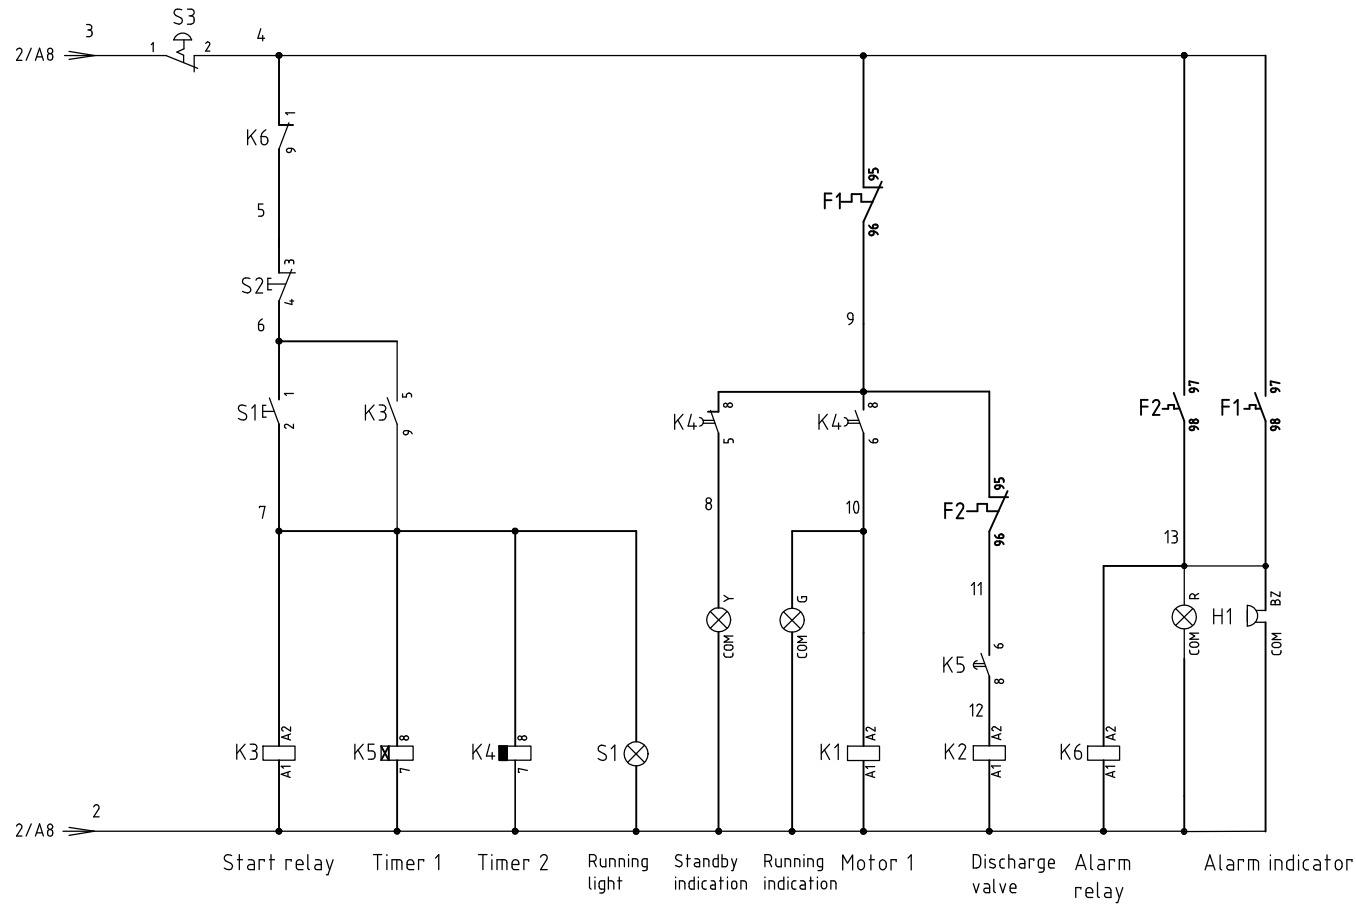 S3
3
4
2/A8
1
2
1
K6
9
95
F1
96
5
3
S2
4
6
9
1
5
S1
K3
2
9
8
K4
5
8
K4
6
97
F2
98
97
F1
98
7
8
10
95
F2
96
13
11
Y
COM
G
COM
R
COM
H1
BZ
COM
6
K5
8
12
A2
K3
A1
8
K5
7
8
K4
7
S1
A2
K1
A1
A2
K2
A1
A2
K6
A1
2
2/A8
Start relay
Timer 1
Timer 2
Running
light
Standby
indication
Running
indication
Motor 1
Discharge
valve
Alarm
relay
Alarm indicator